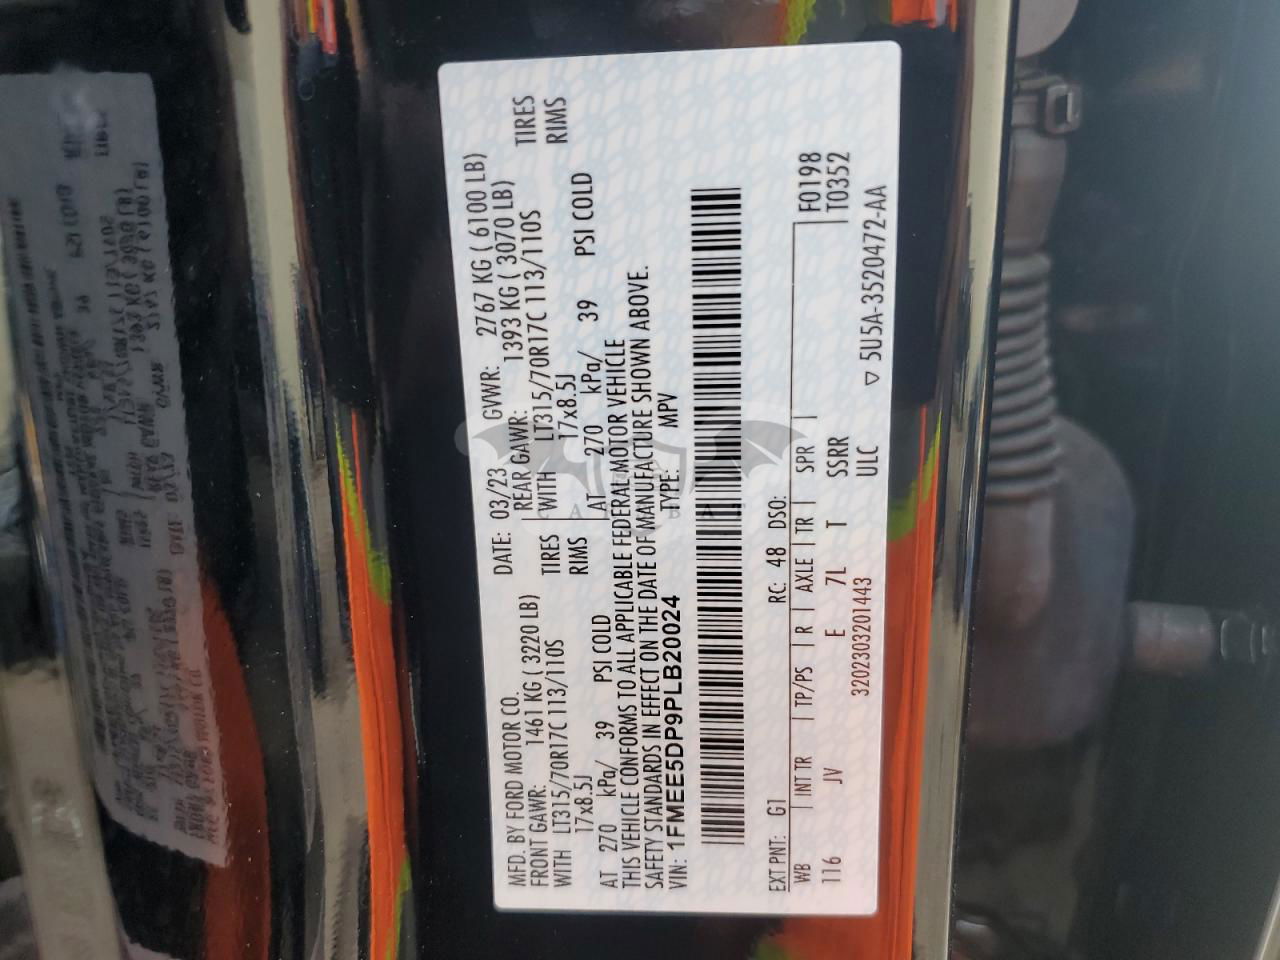 MFD. BY FORD MOTOR CO.
DATE: 03/23 GVWR: 2767 KG ( 6100 LB)
FRONT GAWR: 1461 KG ( 3220 LB) REAR GAWR: 1393 KG ( 3070 LB)
WITH LT315/70R17C 113/110S TIRES WITH LT315/70R17C 113/110S TIRES
17x8.5J RIMS 17x8.5J RIMS
AT 270 kPa/ 39 PSI COLD AT 270 kPa/ 39 PSI COLD
THIS VEHICLE CONFORMS TO ALL APPLICABLE FEDERAL MOTOR VEHICLE
SAFETY STANDARDS IN EFFECT ON THE DATE OF MANUFACTURE SHOWN ABOVE.
VIN: 1FMEE5DP9PLB20024 TYPE: MPV
EXT PNT: G1 RC: 48 DSO: F0198
WB INT TR TP/PS R AXLE TR SPR T0352
116 JV E 7L T SSRR
3202303201443 ULC ▽ 5U5A-3520472-AA